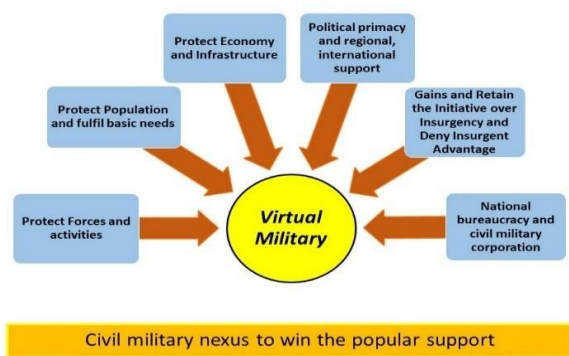 Political primacy
and regional,
international
support
Protect Economy
and Infrastructure
Gains and Retain
the Initiative over
Insurgency and
Deny Insurgent
Advantage
Protect Population
and fulfil basic needs
Protect Forces and
activities
Virtual
Military
National
bureaucracy and
civil military
corporation
Civil military nexus to win the popular support